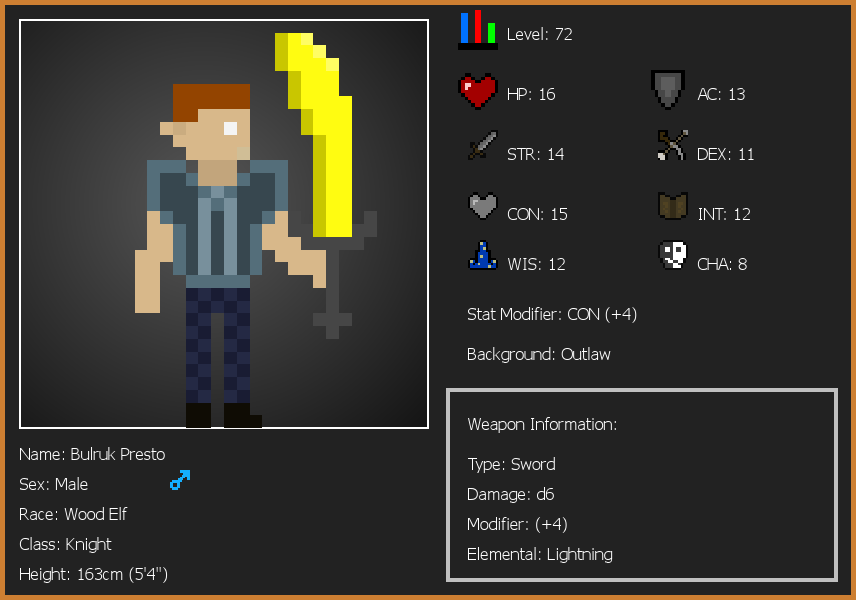 Level: 72
HP: 16
AC: 13
STR: 14
DEX: 11
CON: 15
INT: 12
WIS: 12
CHA: 8
Stat Modifier: CON (+4)
Background: Outlaw
Weapon Information:
Type: Sword
Damage: d6
Modifier: (+4)
Elemental: Lightning
Name: Bulruk Presto
Sex: Male
Race: Wood Elf
Class: Knight
Height: 163cm (5'4")